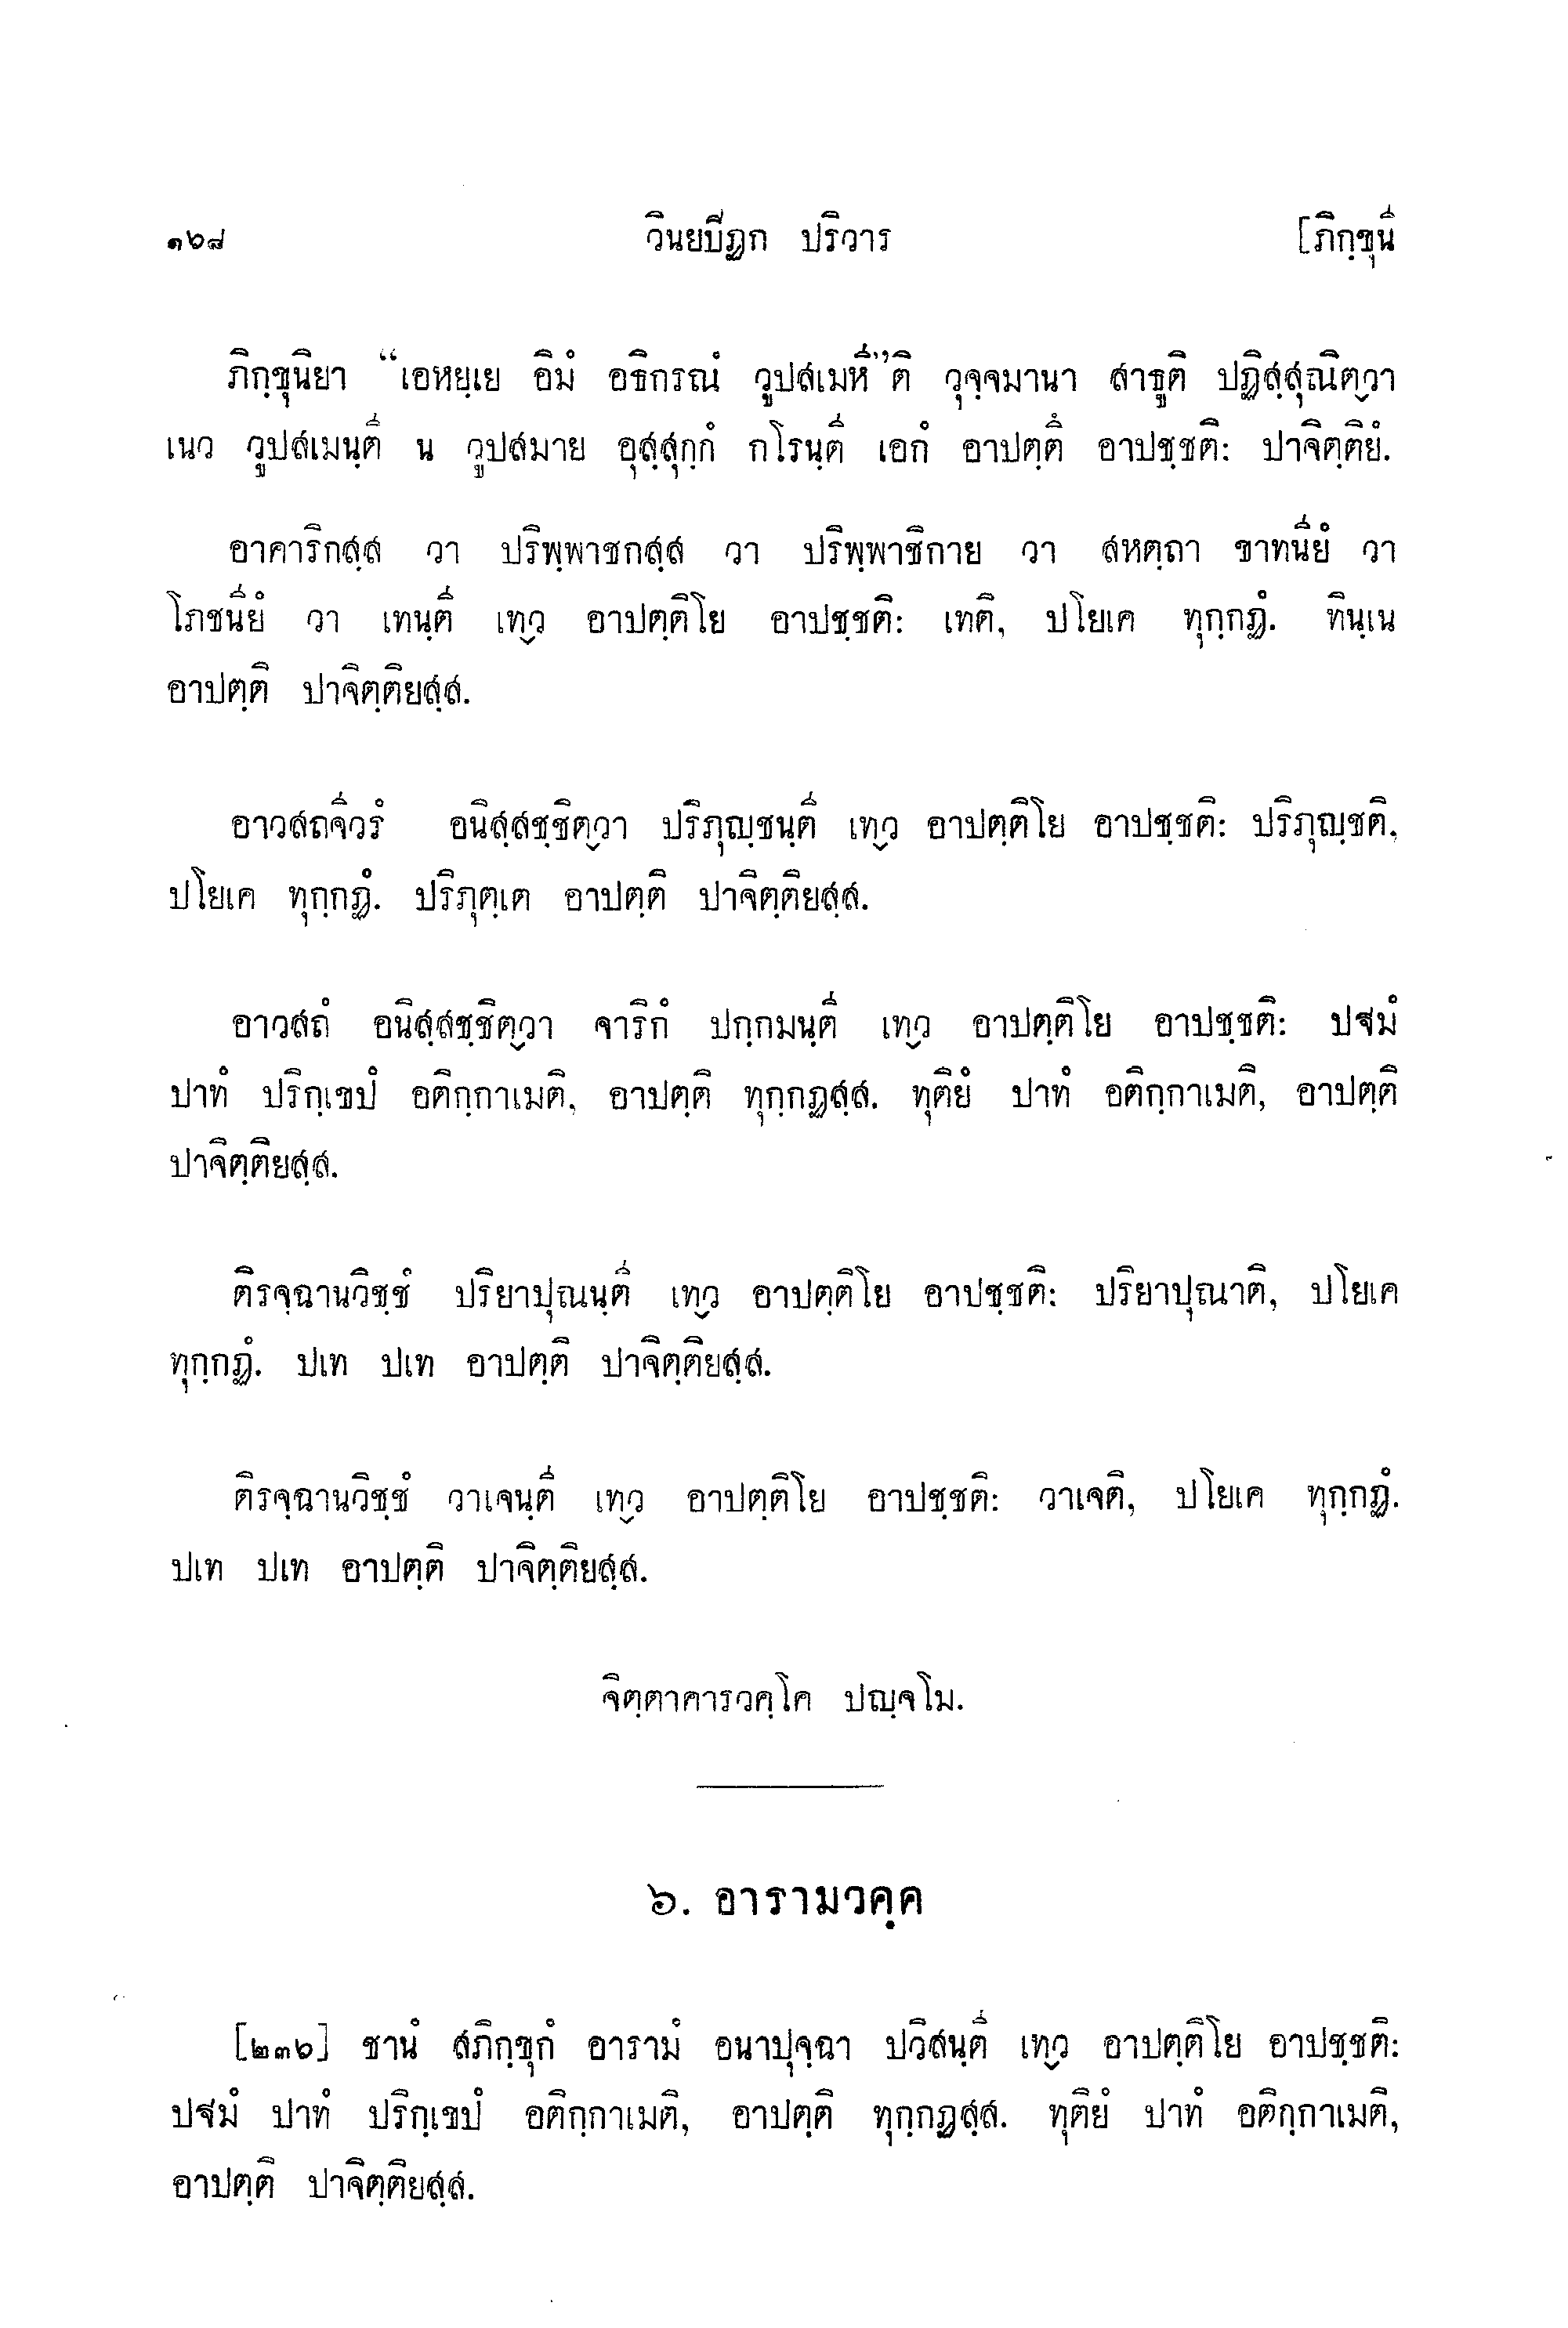 ๑๖๘ วินยปิฏก ปริวาร [ภิกฺขุนี
ภิกฺขุนิยา “เอหยฺเย อิมํ อธิกรณํ วูปสเมหี”ติ วุจฺจมานา สาธูติ ปฏิสฺสุณิตฺวา
เนว วูปสเมนฺตี น วูปสมาย อุสฺสุกฺกํ กโรนฺตี เอกํ อาปตฺตึ อาปชฺชติ: ปาจิตฺติยํ.
อาคาริกสฺส วา ปริพฺพาชกสฺส วา ปริพฺพาชิกาย วา สหตฺถา ขาทนียํ วา
โภชนียํ วา เทนฺตี เทฺว อาปตฺติโย อาปชฺชติ: เทติ, ปโยเค ทุกฺกฏํ. ทินฺเน
อาปตฺติ ปาจิตฺติยสฺส.
อาวสถจีวรํ อนิสฺสชฺชิตฺวา ปริภุญฺชนฺตี เทฺว อาปตฺติโย อาปชฺชติ: ปริภุญฺชติ,
ปโยเค ทุกฺกฏํ. ปริภุตฺเต อาปตฺติ ปาจิตฺติยสฺส.
อาวสถํ อนิสฺสชฺชิตฺวา จาริกํ ปกฺกมนฺตี เทฺว อาปตฺติโย อาปชฺชติ: ปฐมํ
ปาทํ ปริกฺเขปํ อติกฺกาเมติ, อาปตฺติ ทุกฺกฏสฺส. ทุติยํ ปาทํ อติกฺกาเมติ, อาปตฺติ
ปาจิตฺติยสฺส.
ติรจฺฉานวิชฺชํ ปริยาปุณนฺตี เทฺว อาปตฺติโย อาปชฺชติ: ปริยาปุณาติ, ปโยเค
ทุกฺกฏํ. ปเท ปเท อาปตฺติ ปาจิตฺติยสฺส.
ติรจฺฉานวิชฺชํ วาเจนฺตี เทฺว อาปตฺติโย อาปชฺชติ: วาเจติ, ปโยเค ทุกฺกฏํ.
ปเท ปเท อาปตฺติ ปาจิตฺติยสฺส.
จิตฺตาคารวคฺโค ปญฺจโม.
๖. อารามวคฺค
[๒๓๖] ชานํ สภิกฺขุกํ อารามํ อนาปุจฺฉา ปวิสนฺตี เทฺว อาปตฺติโย อาปชฺชติ:
ปฐมํ ปาทํ ปริกฺเขปํ อติกฺกาเมติ, อาปตฺติ ทุกฺกฏสฺส. ทุติยํ ปาทํ อติกฺกาเมติ,
อาปตฺติ ปาจิตฺติยสฺส.